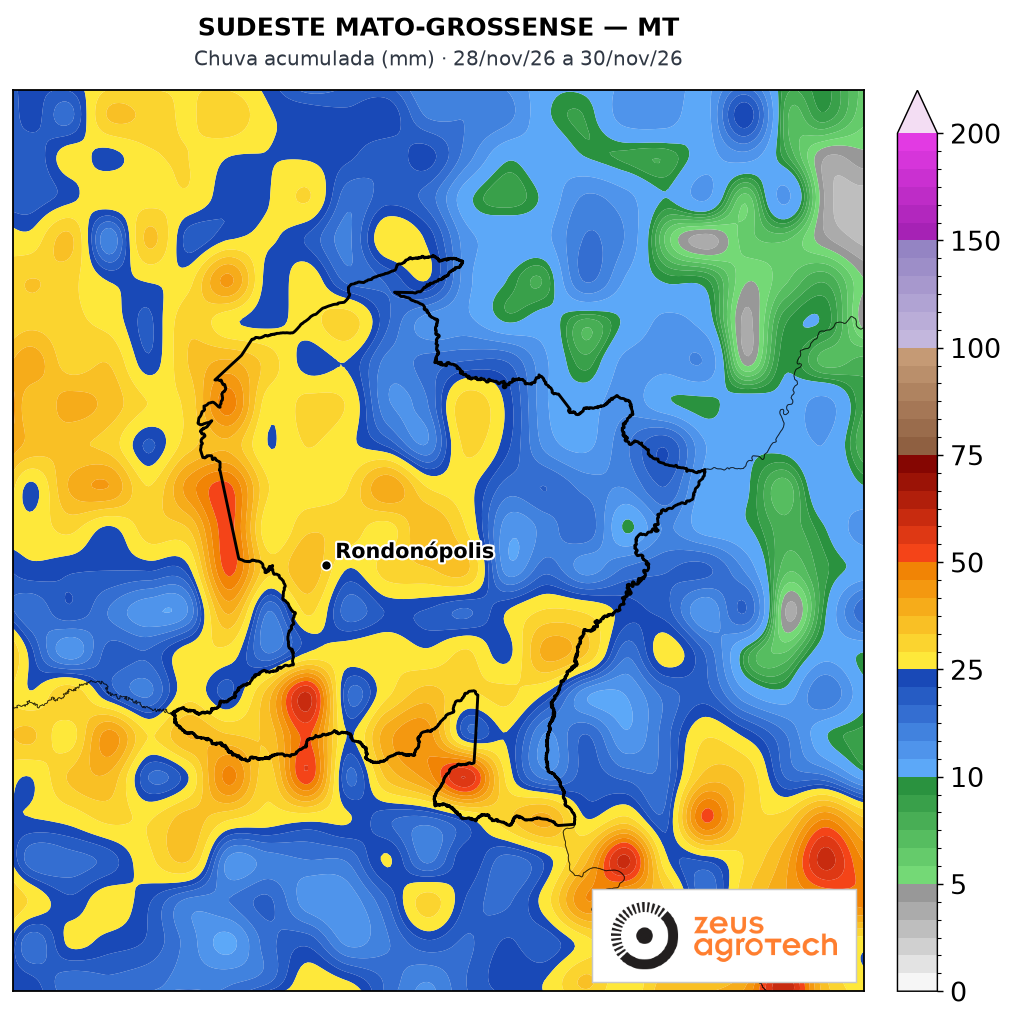 SUDESTE MATO-GROSSENSE — MT
Chuva acumulada (mm) · 28/nov/26 a 30/nov/26
200
150
100
75
50
25
10
5
0
Rondonópolis
zeus
agrotech